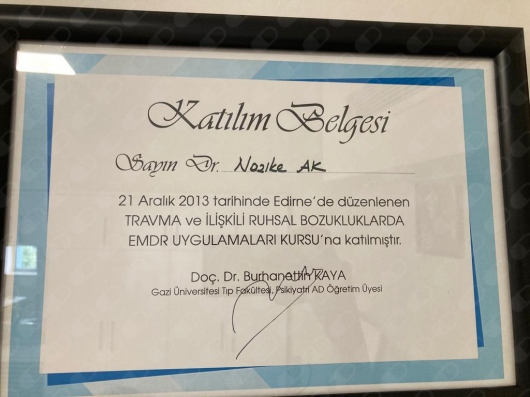 Katılım Belgesi
Sayın Dr. Nazike AK
21 Aralık 2013 tarihinde Edirne'de düzenlenen
TRAVMA ve İLİŞKİLİ RUHSAL BOZUKLUKLARDA
EMDR UYGULAMALARI KURSU'na katılmıştır.
Doç. Dr. Burhanettin KAYA
Gazi Üniversitesi Tıp Fakültesi, Psikiyatri AD Öğretim Üyesi